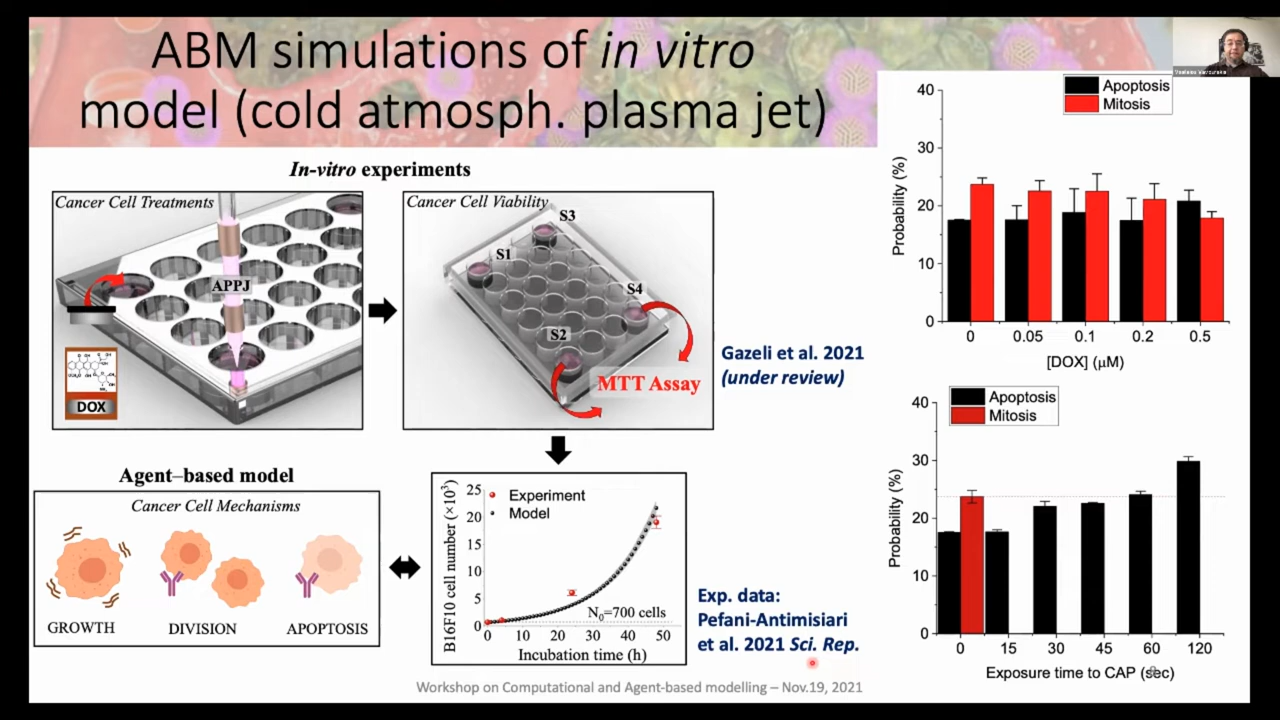 ABM simulations of in vitro
model (cold atmosph. plasma jet)
In-vitro experiments
Cancer Cell Treatments
APPJ
DOX
Cancer Cell Viability
S3
S1
S4
S2
MTT Assay
Gazeli et al. 2021
(under review)
Agent–based model
Cancer Cell Mechanisms
GROWTH
DIVISION
APOPTOSIS
B16F10 cell number (×10³)
25
20
15
10
5
0
Experiment
Model
N₀=700 cells
0 10 20 30 40 50
Incubation time (h)
Exp. data:
Pefani-Antimisiari
et al. 2021 Sci. Rep.
Workshop on Computational and Agent-based modelling – Nov.19, 2021
Apoptosis
Mitosis
Probability (%)
40
30
20
10
0
0 0.05 0.1 0.2 0.5
[DOX] (μM)
Apoptosis
Mitosis
Probability (%)
40
30
20
10
0
0 15 30 45 60 120
Exposure time to CAP (sec)